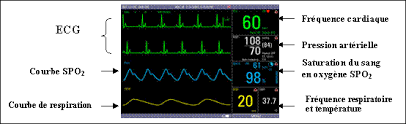 ECG
Courbe SPO₂
Courbe de respiration
60
108
70
(84)
98
%
20
37.7
Fréquence cardiaque
Pression artérielle
Saturation du sang
en oxygène SPO₂
Fréquence respiratoire
et température